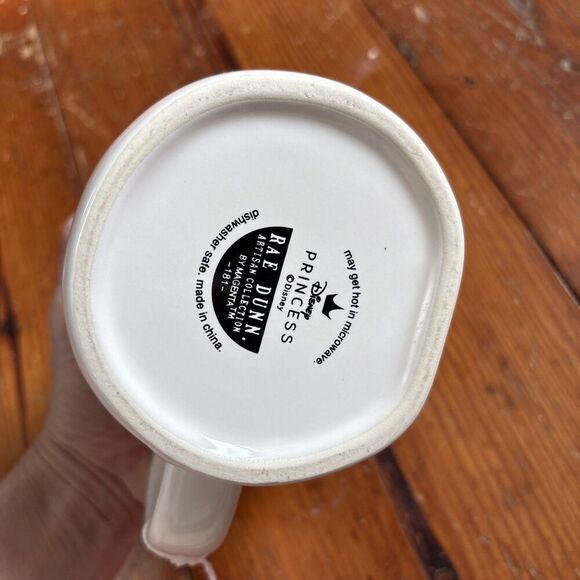 dishwasher safe. made in china.
RAE DUNN.
ARTISAN COLLECTION
BY MAGENTA TM
-181-
Disney
PRINCESS
©Disney
may get hot in microwave.